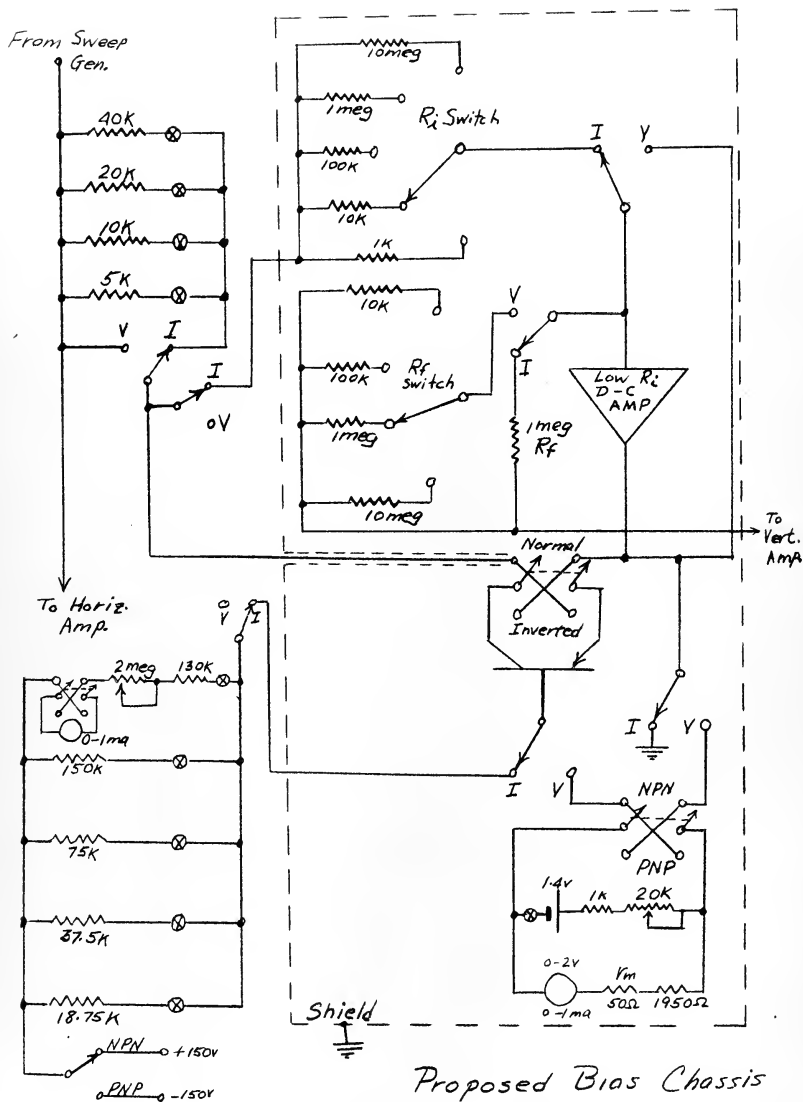 From Sweep
Gen.
40K
20K
10K
5K
V
I
I
V
To Horiz.
Amp.
10meg
1meg
Ri Switch
100K
10K
1K
I
V
10K
V
I
100K
Rf
switch
1meg
10meg
1meg
Rf
Low Ri
D-C
AMP
To
Vert.
Amp.
Normal
Inverted
V
I
2meg
130K
0-1ma
150K
75K
37.5K
18.75K
NPN
+150V
PNP
-150V
I
V
I
V
NPN
PNP
1.4v
1K
20K
0-2v
0-1ma
rm
50Ω
1950Ω
Shield
Proposed Bias Chassis